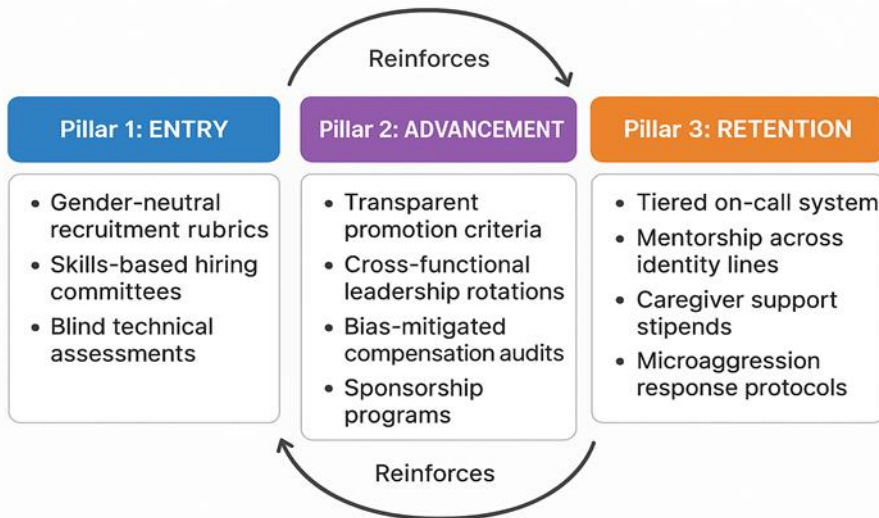 Reinforces
Pillar 1: ENTRY
• Gender-neutral
recruitment rubrics
• Skills-based hiring
committees
• Blind technical
assessments
Pillar 2: ADVANCEMENT
• Transparent
promotion criteria
• Cross-functional
leadership rotations
• Bias-mitigated
compensation audits
• Sponsorship
programs
Pillar 3: RETENTION
• Tiered on-call system
• Mentorship across
identity lines
• Caregiver support
stipends
• Microaggression
response protocols
Reinforces